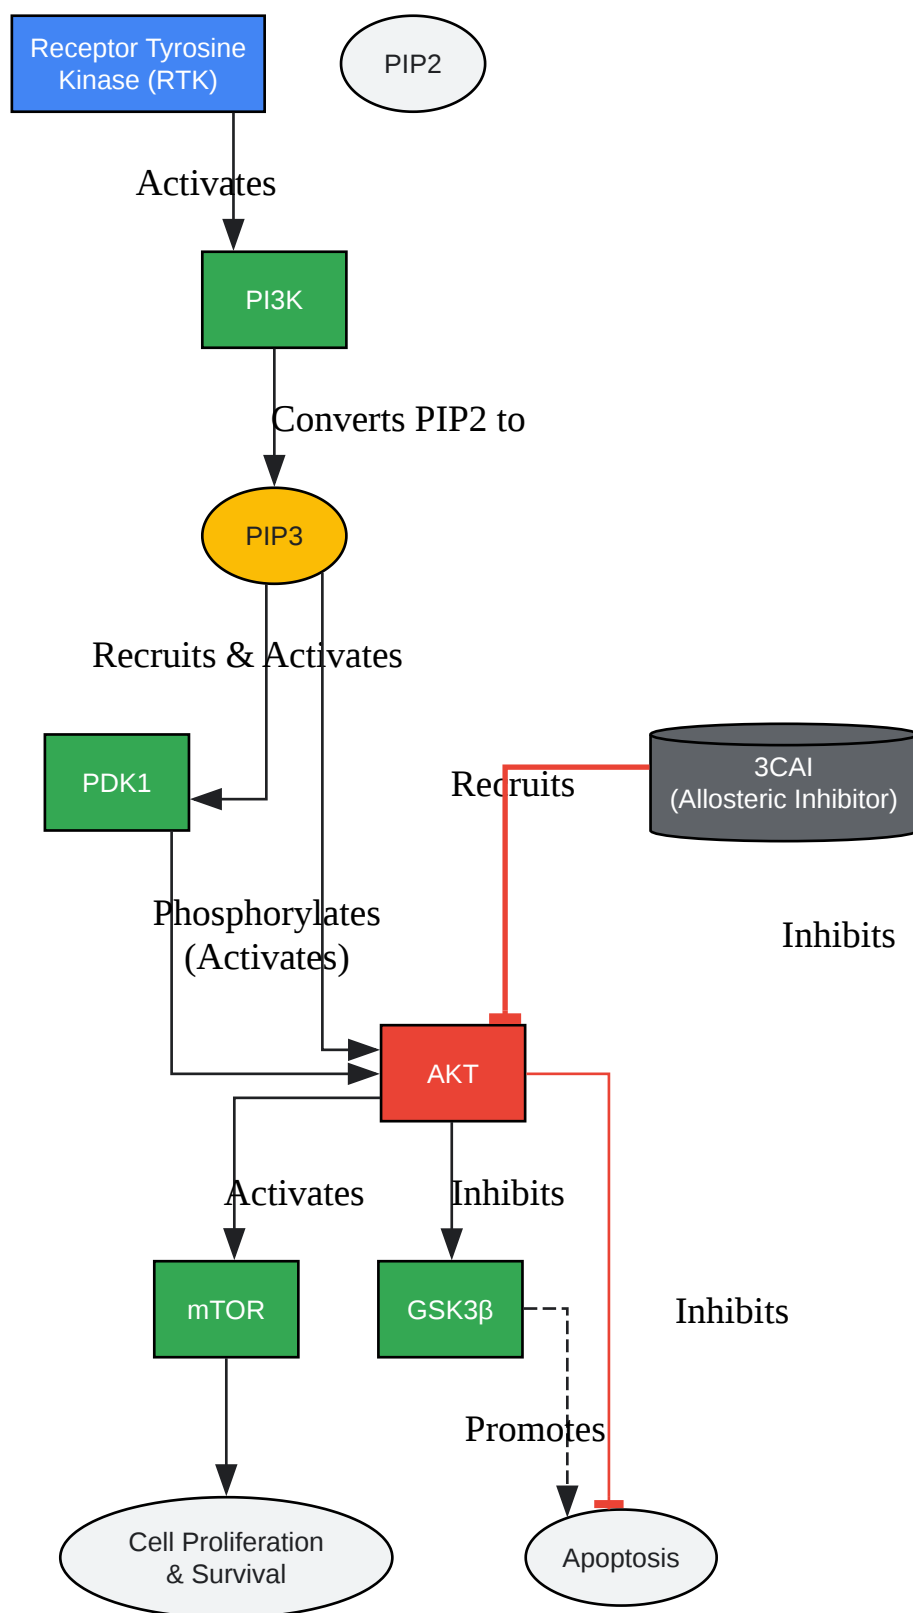 Receptor Tyrosine
Kinase (RTK)
PIP2
Activates
PI3K
Converts PIP2 to
PIP3
Recruits & Activates
PDK1
Recruits
3CAI
(Allosteric Inhibitor)
Phosphorylates
(Activates)
Inhibits
AKT
Activates
Inhibits
mTOR
GSK3β
Inhibits
Promotes
Cell Proliferation
& Survival
Apoptosis